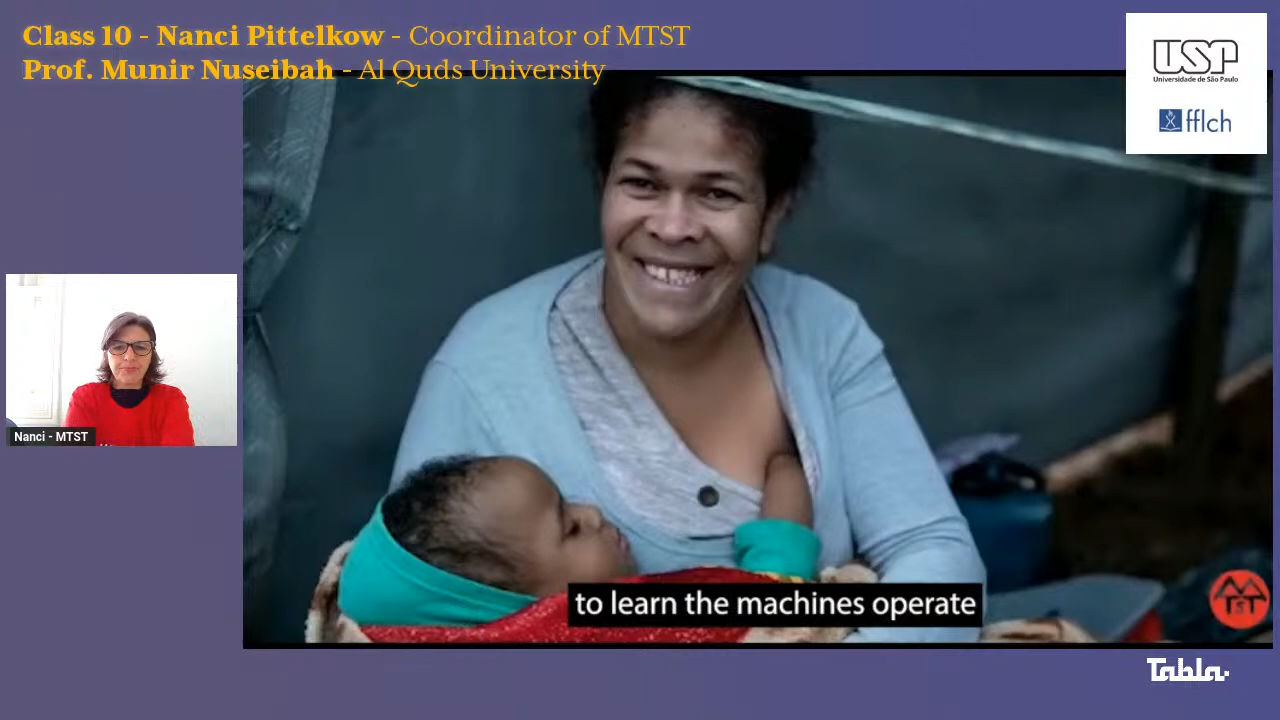 Class 10 - Nanci Pittelkow - Coordinator of MTST
Prof. Munir Nuseibah - Al Quds University
USP
Universidade de São Paulo
fflch
Nanci - MTST
to learn the machines operate
MTST
Tabla.